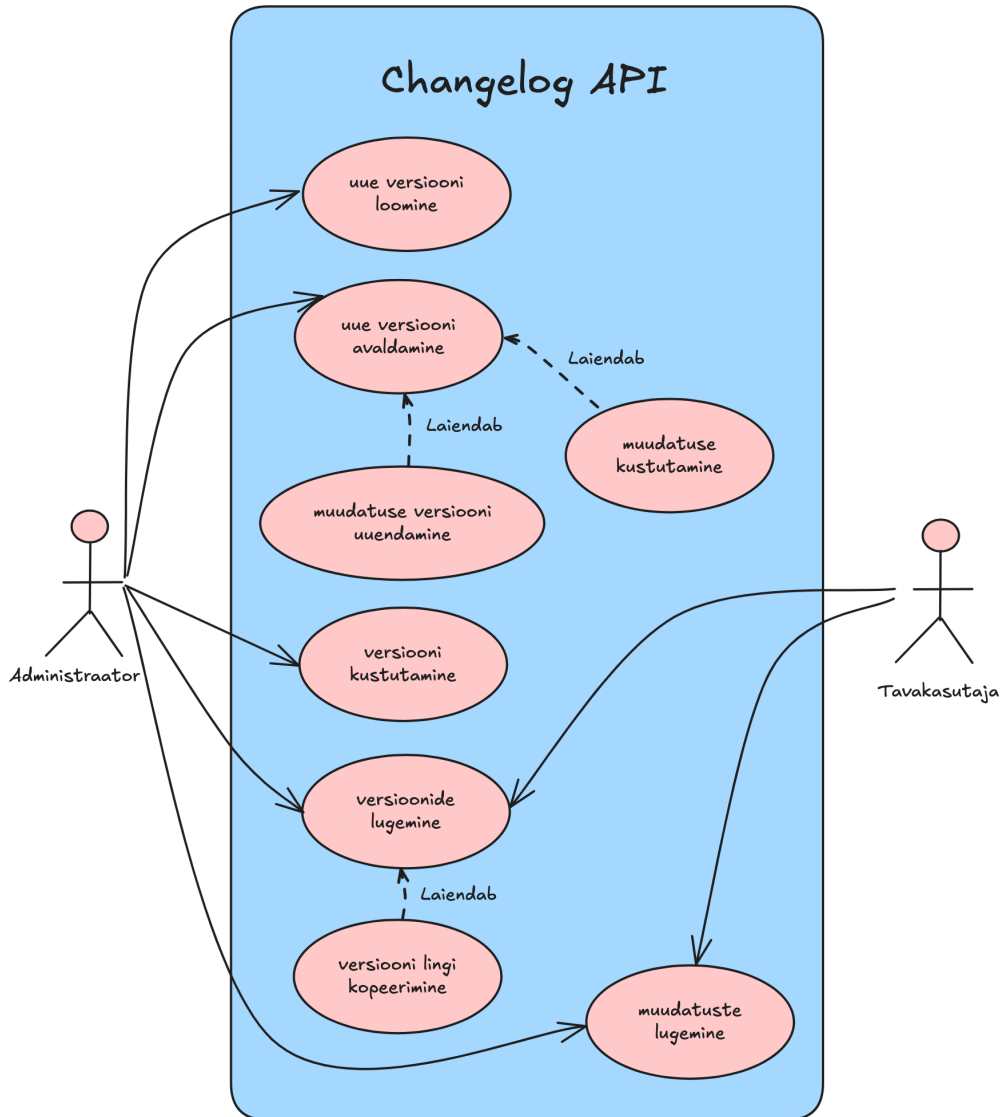 Changelog API
uue versiooni
loomine
uue versiooni
avaldamine
Laiendab
Laiendab
muudatuse
kustutamine
muudatuse versiooni
uuendamine
versiooni
kustutamine
Administraator
Tavakasutaja
versioonide
lugemine
Laiendab
versiooni lingi
kopeerimine
muudatuste
lugemine